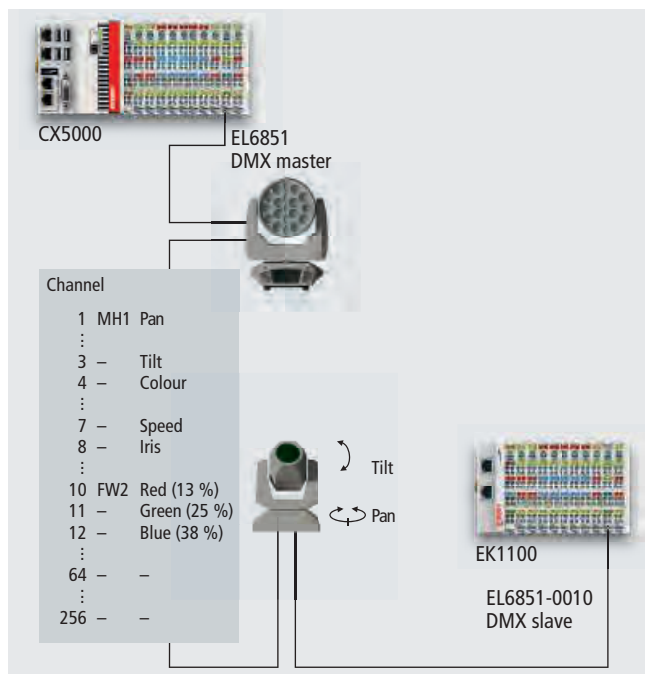 CX5000
EL6851
DMX master
Channel
1 MH1 Pan
⋮
3 – Tilt
4 – Colour
⋮
7 – Speed
8 – Iris
⋮
10 FW2 Red (13 %)
11 – Green (25 %)
12 – Blue (38 %)
⋮
64 – –
⋮
256 – –
Tilt
Pan
EK1100
EL6851-0010
DMX slave